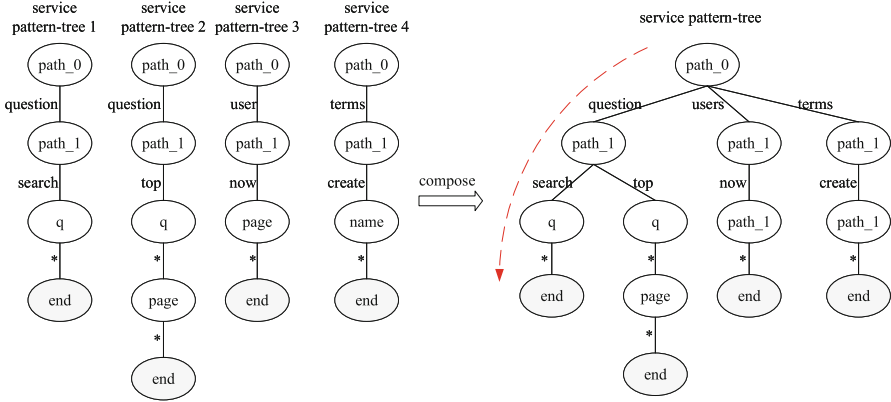 service
pattern-tree 1
path_0
question
path_1
search
q
*
end
service
pattern-tree 2
path_0
question
path_1
top
q
*
page
*
end
service
pattern-tree 3
path_0
user
path_1
now
page
*
end
service
pattern-tree 4
path_0
terms
path_1
create
name
*
end
compose
service pattern-tree
path_0
question users terms
path_1 path_1 path_1
search top now create
q q path_1 path_1
* * * *
end page end end
*
end